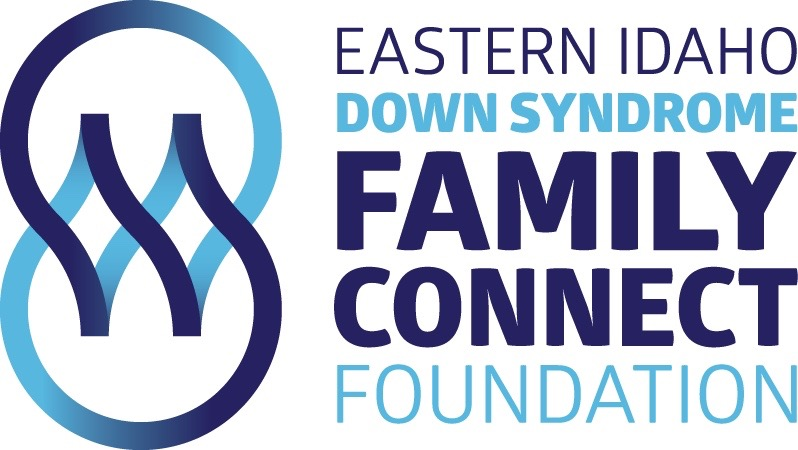 EASTERN IDAHO
DOWN SYNDROME
FAMILY
CONNECT
FOUNDATION